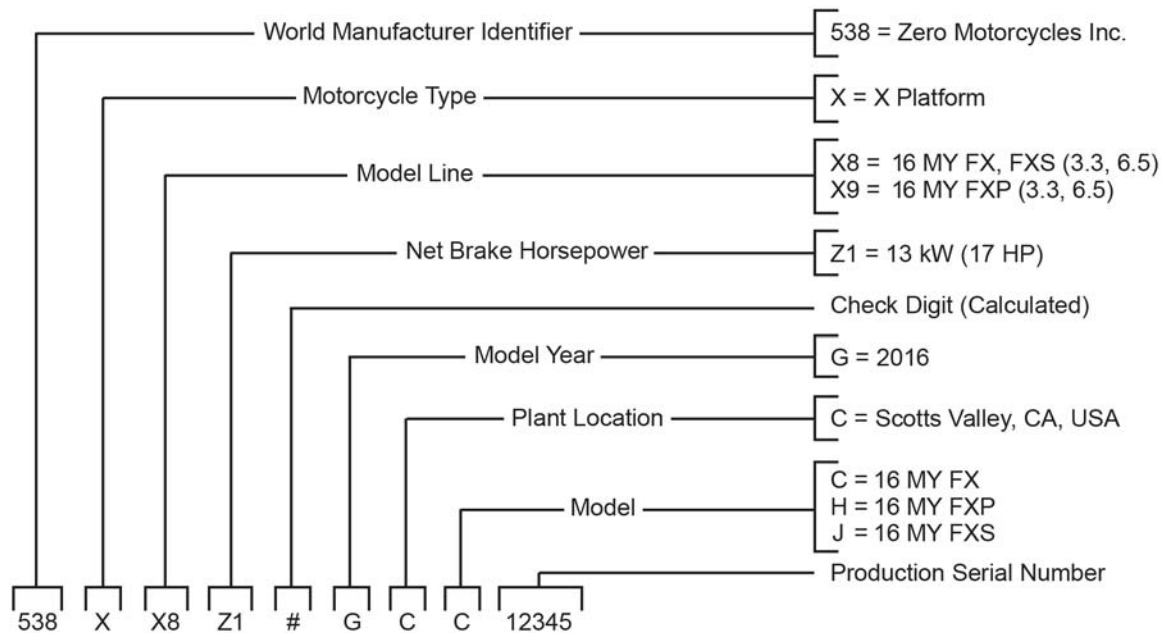 World Manufacturer Identifier
538 = Zero Motorcycles Inc.
Motorcycle Type
X = X Platform
Model Line
X8 = 16 MY FX, FXS (3.3, 6.5)
X9 = 16 MY FXP (3.3, 6.5)
Net Brake Horsepower
Z1 = 13 kW (17 HP)
Check Digit (Calculated)
Model Year
G = 2016
Plant Location
C = Scotts Valley, CA, USA
Model
C = 16 MY FX
H = 16 MY FXP
J = 16 MY FXS
Production Serial Number
538 X X8 Z1 # G C C 12345